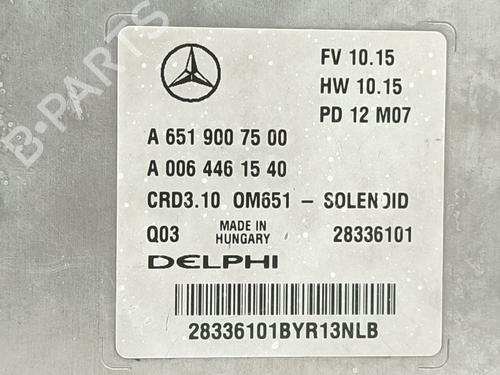 FV 10.15
HW 10.15
PD 12 M07
A 651 900 75 00
A 006 446 15 40
CRD3.10 OM651 - SOLENOID
Q03 MADE IN HUNGARY 28336101
DELPHI
28336101BYR13NLB
B-PARTS